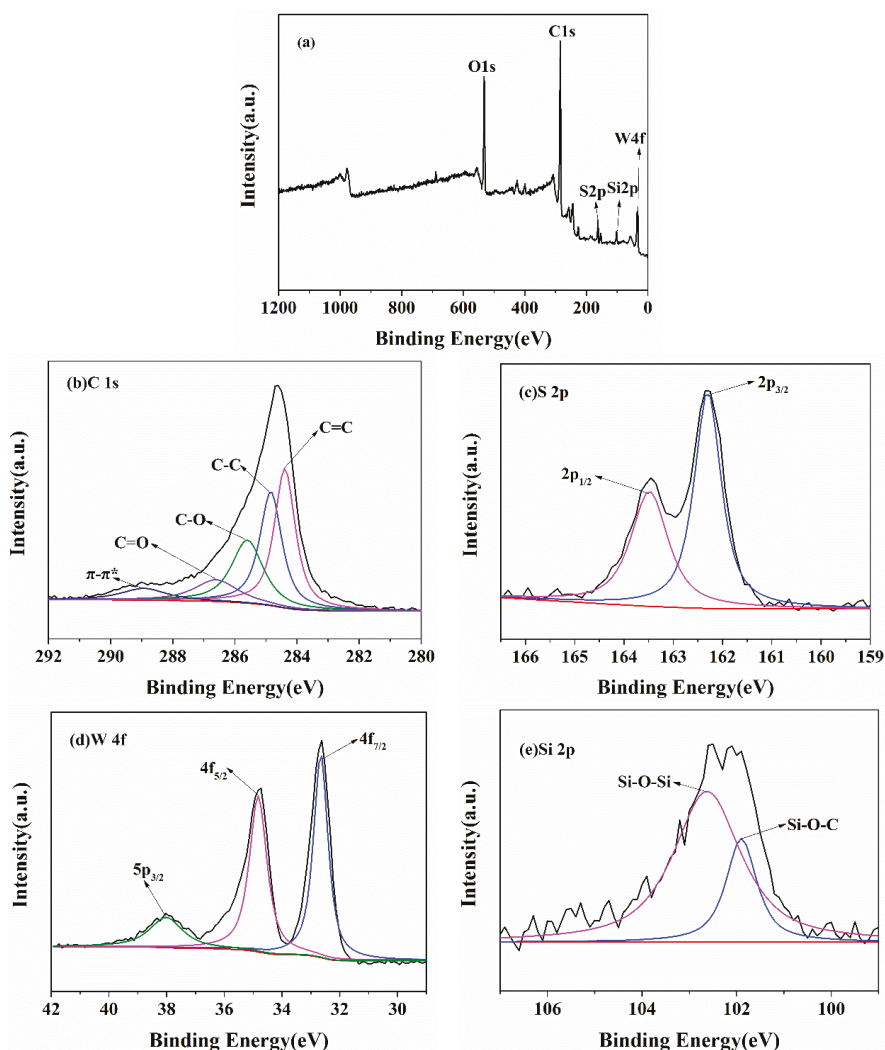 (a)
C1s
O1s
W4f
S2p
Si2p
Intensity(a.u.)
1200 1000 800 600 400 200 0
Binding Energy(eV)
(b)C 1s
C=C
C-C
C-O
C=O
π-π*
Intensity(a.u.)
292 290 288 286 284 282 280
Binding Energy(eV)
(c)S 2p
2p3/2
2p1/2
Intensity(a.u.)
166 165 164 163 162 161 160 159
Binding Energy(eV)
(d)W 4f
4f7/2
4f5/2
5p3/2
Intensity(a.u.)
42 40 38 36 34 32 30
Binding Energy(eV)
(e)Si 2p
Si-O-Si
Si-O-C
Intensity(a.u.)
106 104 102 100
Binding Energy(eV)